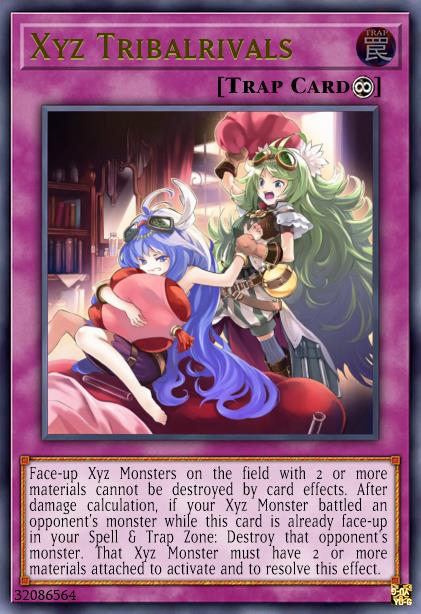 Xyz Tribalrivals
TRAP
罠
[Trap Card]
Face-up Xyz Monsters on the field with 2 or more
materials cannot be destroyed by card effects. After
damage calculation, if your Xyz Monster battled an
opponent's monster while this card is already face-up
in your Spell & Trap Zone: Destroy that opponent's
monster. That Xyz Monster must have 2 or more
materials attached to activate and to resolve this effect.
32086564